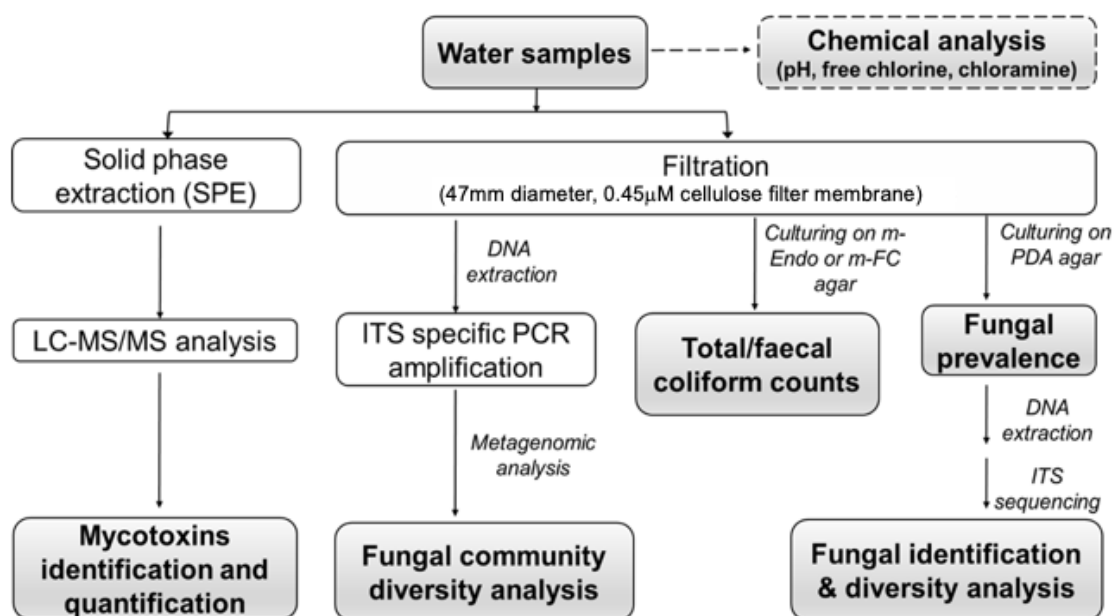 Water samples
Chemical analysis
(pH, free chlorine, chloramine)
Solid phase
extraction (SPE)
Filtration
(47mm diameter, 0.45µM cellulose filter membrane)
DNA
extraction
Culturing on m-
Endo or m-FC
agar
Culturing on
PDA agar
LC-MS/MS analysis
ITS specific PCR
amplification
Total/faecal
coliform counts
Fungal
prevalence
Metagenomic
analysis
DNA
extraction
ITS
sequencing
Mycotoxins
identification and
quantification
Fungal community
diversity analysis
Fungal identification
& diversity analysis